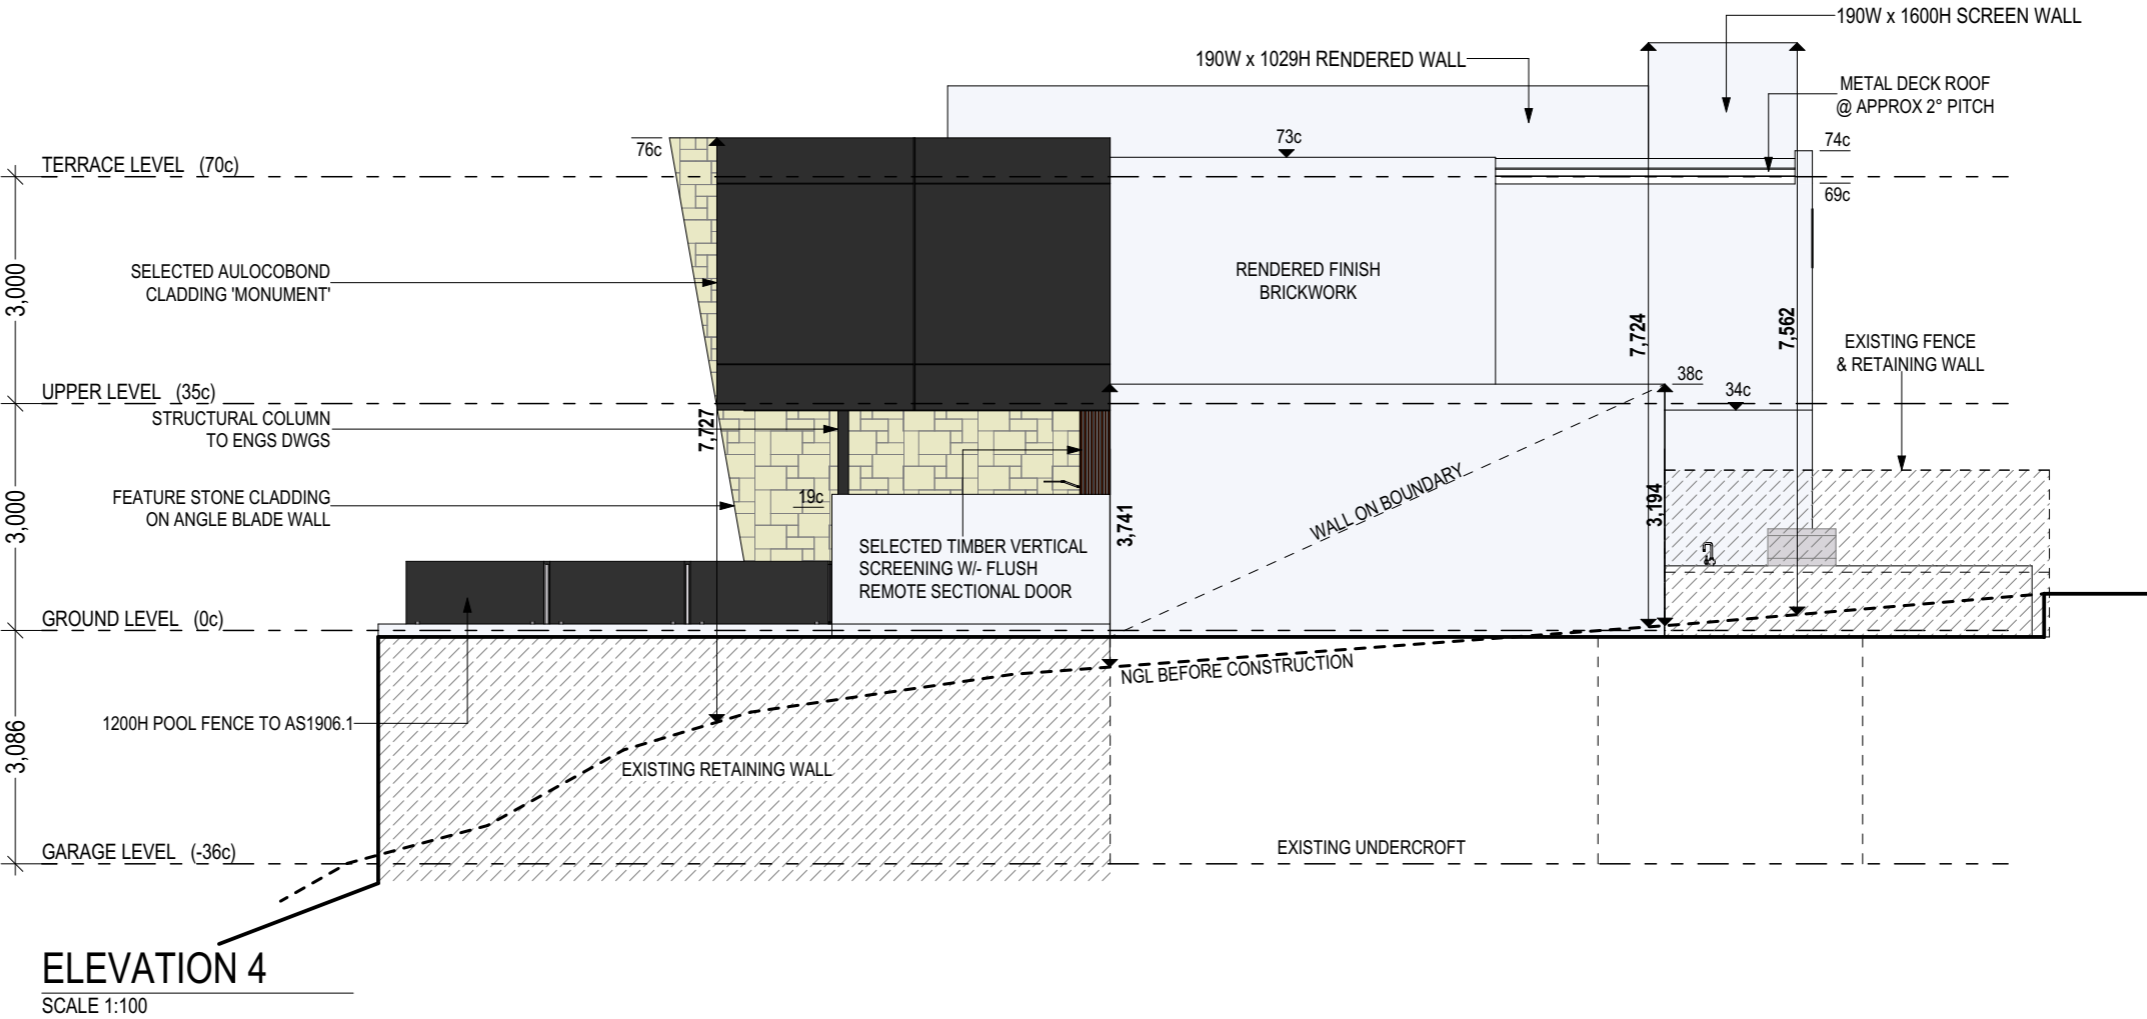 190W x 1600H SCREEN WALL
190W x 1029H RENDERED WALL
METAL DECK ROOF
@ APPROX 2° PITCH
73c
74c
76c
TERRACE LEVEL (70c)
69c
3,000
SELECTED AULOCOBOND
CLADDING 'MONUMENT'
RENDERED FINISH
BRICKWORK
7,724
7,562
EXISTING FENCE
& RETAINING WALL
38c
34c
UPPER LEVEL (35c)
STRUCTURAL COLUMN
TO ENGS DWGS
7,727
3,000
FEATURE STONE CLADDING
ON ANGLE BLADE WALL
19c
3,741
WALL ON BOUNDARY
3,194
SELECTED TIMBER VERTICAL
SCREENING W/- FLUSH
REMOTE SECTIONAL DOOR
GROUND LEVEL (0c)
NGL BEFORE CONSTRUCTION
1200H POOL FENCE TO AS1906.1
3,086
EXISTING RETAINING WALL
GARAGE LEVEL (-36c)
EXISTING UNDERCROFT
ELEVATION 4
SCALE 1:100